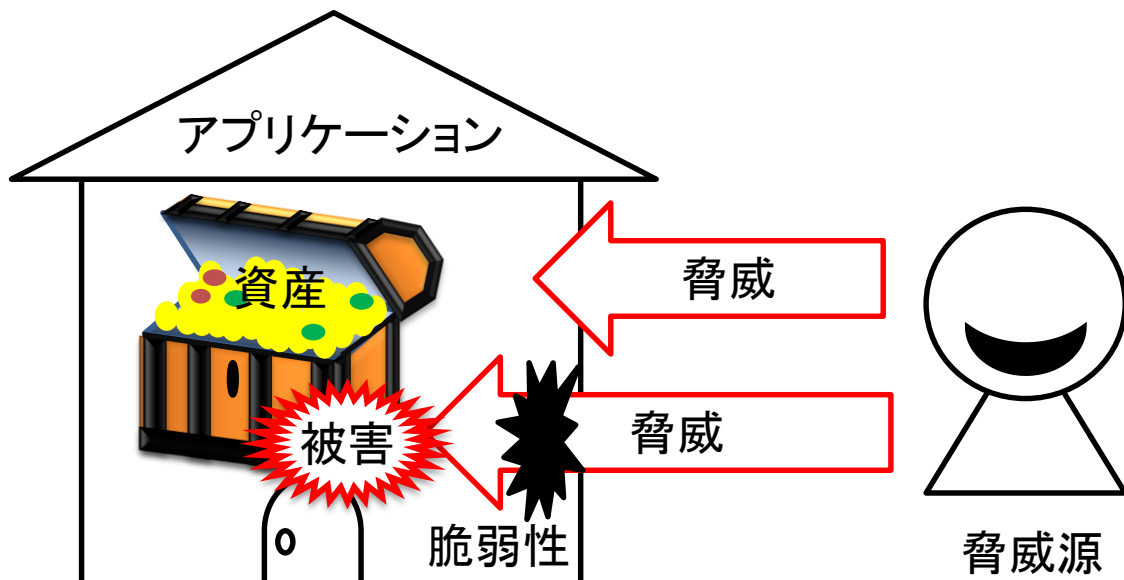 アプリケーション
資産
脅威
被害
脅威
脆弱性
脅威源